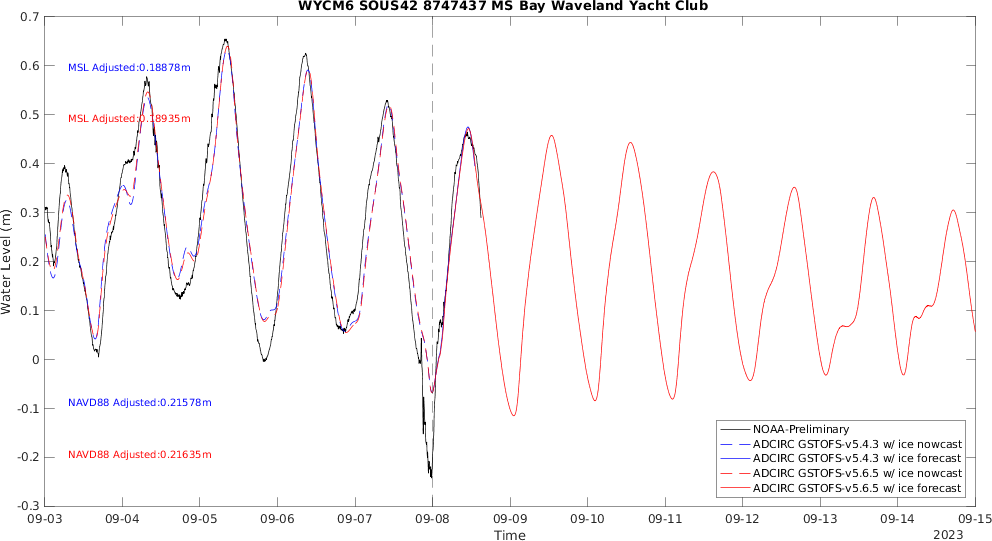 WYCM6 SOUS42 8747437 MS Bay Waveland Yacht Club
0.7
0.6
0.5
0.4
0.3
0.2
0.1
0
-0.1
-0.2
-0.3
Water Level (m)
MSL Adjusted:0.18878m
MSL Adjusted:0.18935m
NAVD88 Adjusted:0.21578m
NAVD88 Adjusted:0.21635m
NOAA-Preliminary
ADCIRC GSTOFS-v5.4.3 w/ ice nowcast
ADCIRC GSTOFS-v5.4.3 w/ ice forecast
ADCIRC GSTOFS-v5.6.5 w/ ice nowcast
ADCIRC GSTOFS-v5.6.5 w/ ice forecast
09-03 09-04 09-05 09-06 09-07 09-08 09-09 09-10 09-11 09-12 09-13 09-14 09-15
Time
2023